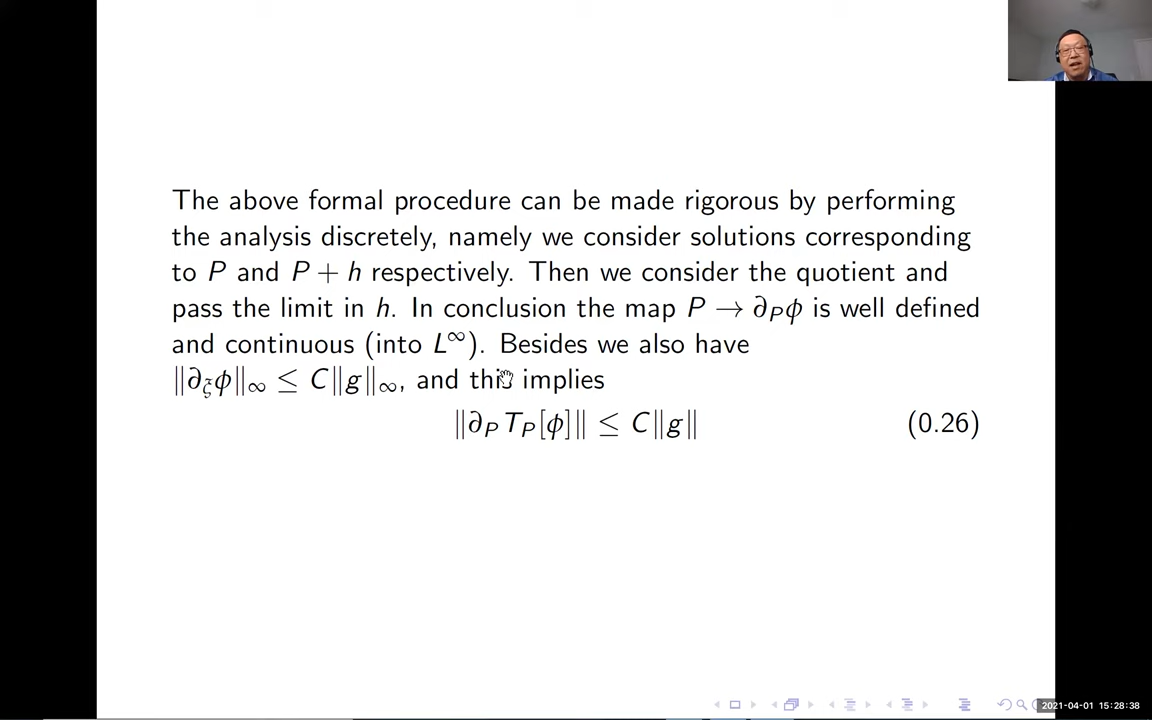 The above formal procedure can be made rigorous by performing
the analysis discretely, namely we consider solutions corresponding
to P and P + h respectively. Then we consider the quotient and
pass the limit in h. In conclusion the map P → ∂_Pϕ is well defined
and continuous (into L^∞). Besides we also have
‖∂_ξϕ‖_∞ ≤ C‖g‖_∞, and this implies
‖∂_P T_P[ϕ]‖ ≤ C‖g‖ (0.26)
2021-04-01 15:28:38